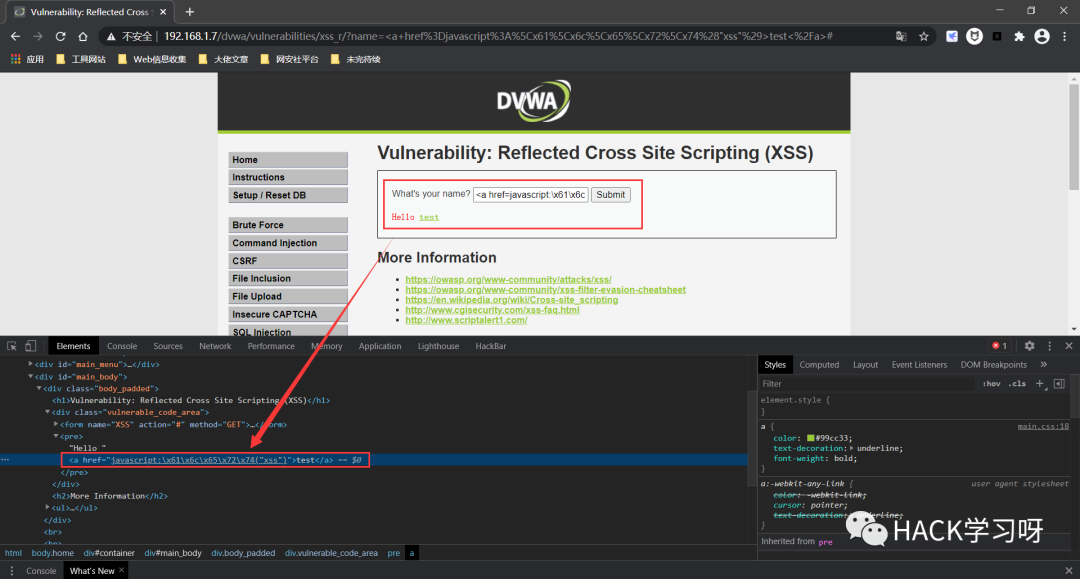 Vulnerability: Reflected Cross S
不安全 | 192.168.1.7/dvwa/vulnerabilities/xss_r/?name=<a+href%3Djavascript%3A%5Cx61%5Cx6c%5Cx65%5Cx72%5Cx74%28"xss"%29>test<%2Fa>#
应用 工具网站 Web信息收集 大佬文章 网安社平台 未完待续
DVWA
Vulnerability: Reflected Cross Site Scripting (XSS)
Home
Instructions
Setup / Reset DB
Brute Force
Command Injection
CSRF
File Inclusion
File Upload
Insecure CAPTCHA
SQL Injection
What's your name? <a href=javascript:\x61\x6c Submit
Hello test
More Information
https://owasp.org/www-community/attacks/xss/
https://owasp.org/www-community/xss-filter-evasion-cheatsheet
https://en.wikipedia.org/wiki/Cross-site_scripting
http://www.cgisecurity.com/xss-faq.html
http://www.scriptalert1.com/
Elements Console Sources Network Performance Memory Application Lighthouse HackBar 1
<div id="main_menu">…</div>
<div id="main_body">
<div class="body_padded">
<h1>Vulnerability: Reflected Cross Site Scripting (XSS)</h1>
<div class="vulnerable_code_area">
<form name="XSS" action="#" method="GET">…</form>
<pre>
"Hello "
<a href="javascript:\x61\x6c\x65\x72\x74("xss")">test</a> == $0
</pre>
</div>
<h2>More Information</h2>
<ul>…</ul>
</div>
<br>
<br>
html body.home div#container div#main_body div.body_padded div.vulnerable_code_area pre a
Styles Computed Layout Event Listeners DOM Breakpoints »
Filter :hov .cls +
element.style {
}
a { main.css:18
color: #99cc33;
text-decoration: underline;
font-weight: bold;
}
a:-webkit-any-link { user agent stylesheet
color: -webkit-link;
cursor: pointer;
text-decoration: underline;
}
Inherited from pre
HACK学习呀
Console What's New ×